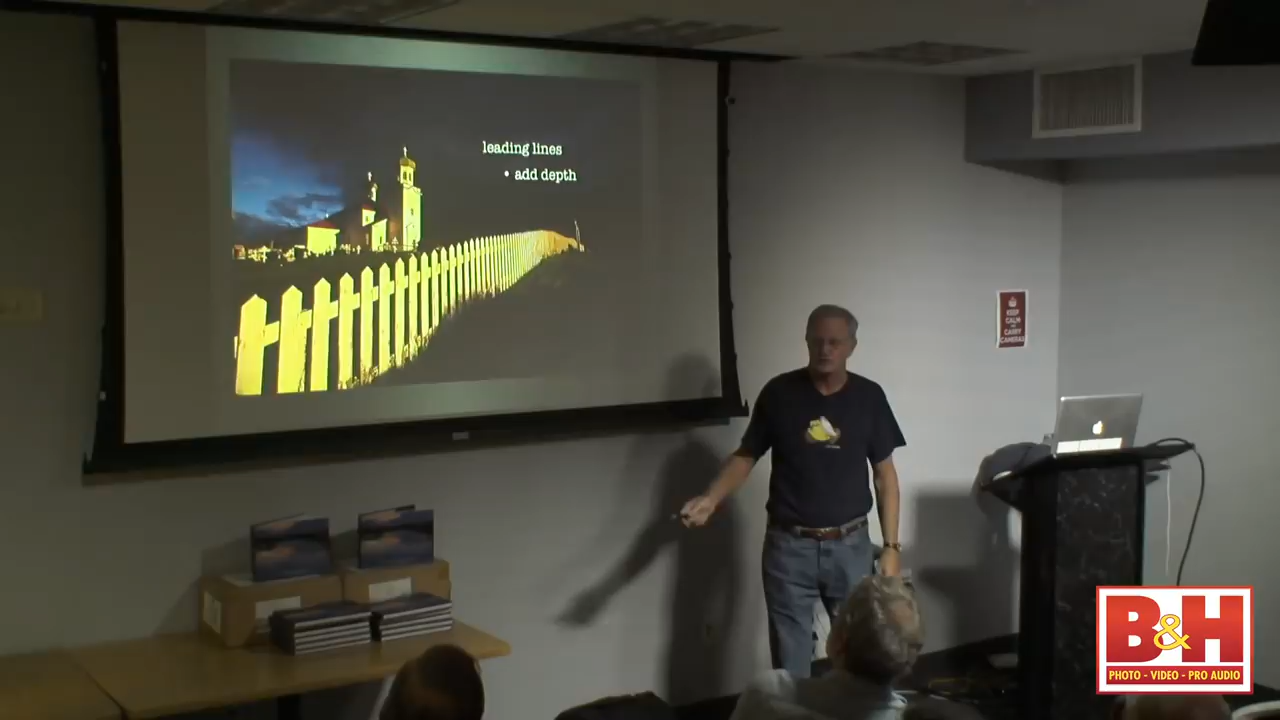 leading lines
• add depth
KEEP
CALM
AND
CARRY
CAMERAS
B&H
PHOTO - VIDEO - PRO AUDIO